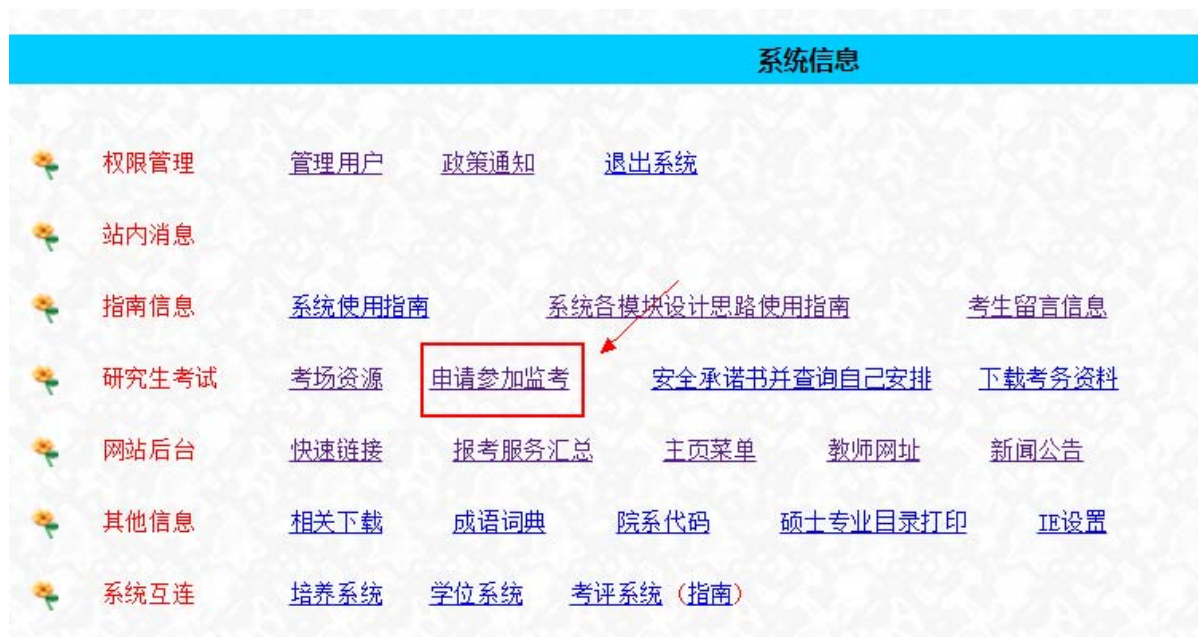 系统信息
权限管理 管理用户 政策通知 退出系统
站内消息
指南信息 系统使用指南 系统各模块设计思路使用指南 考生留言信息
研究生考试 考场资源 申请参加监考 安全承诺书并查询自己安排 下载考务资料
网站后台 快速链接 报考服务汇总 主页菜单 教师网址 新闻公告
其他信息 相关下载 成语词典 院系代码 硕士专业目录打印 IE设置
系统互连 培养系统 学位系统 考评系统（指南）